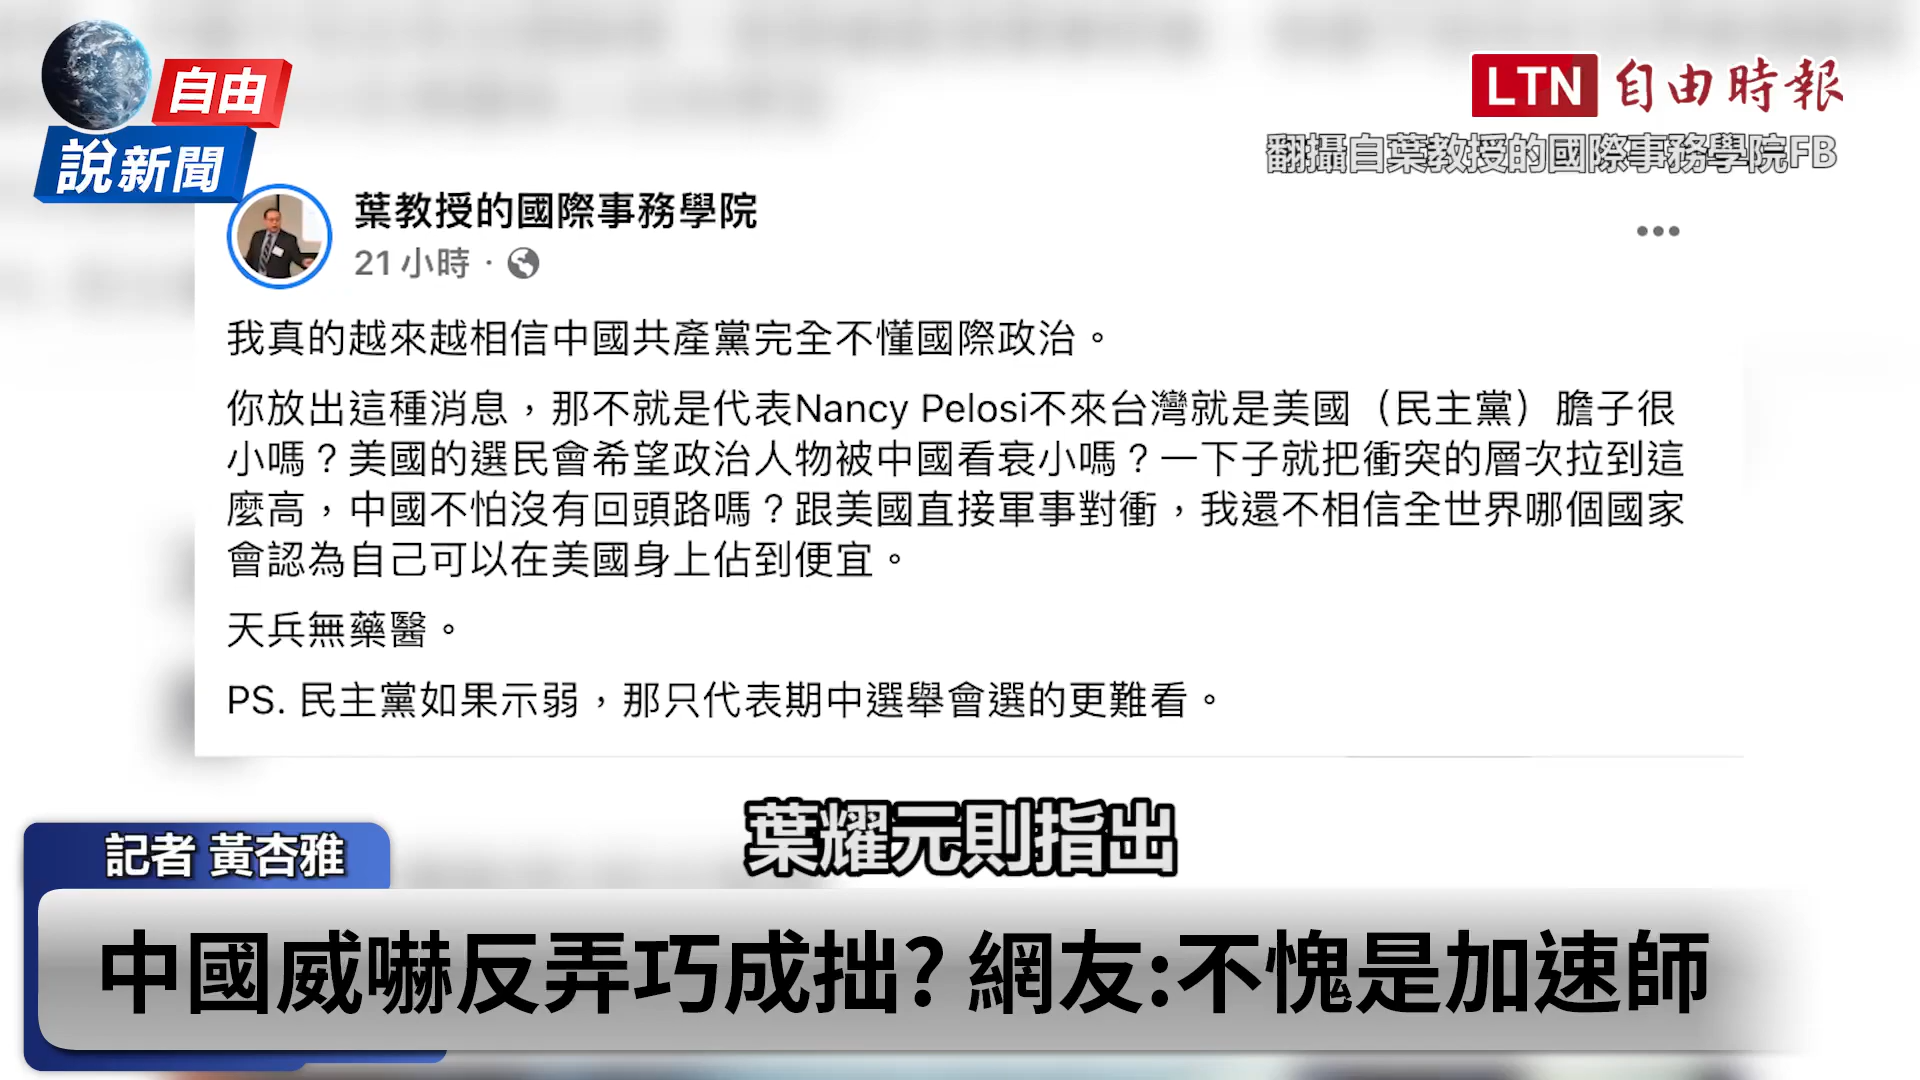 自由
說新聞
LTN 自由時報
翻攝自葉教授的國際事務學院FB
葉教授的國際事務學院
21 小時 ·
我真的越來越相信中國共產黨完全不懂國際政治。
你放出這種消息，那不就是代表Nancy Pelosi不來台灣就是美國（民主黨）膽子很
小嗎？美國的選民會希望政治人物被中國看衰小嗎？一下子就把衝突的層次拉到這
麼高，中國不怕沒有回頭路嗎？跟美國直接軍事對衝，我還不相信全世界哪個國家
會認為自己可以在美國身上佔到便宜。
天兵無藥醫。
PS. 民主黨如果示弱，那只代表期中選舉會選的更難看。
葉耀元則指出
記者 黃杏雅
中國威嚇反弄巧成拙? 網友:不愧是加速師